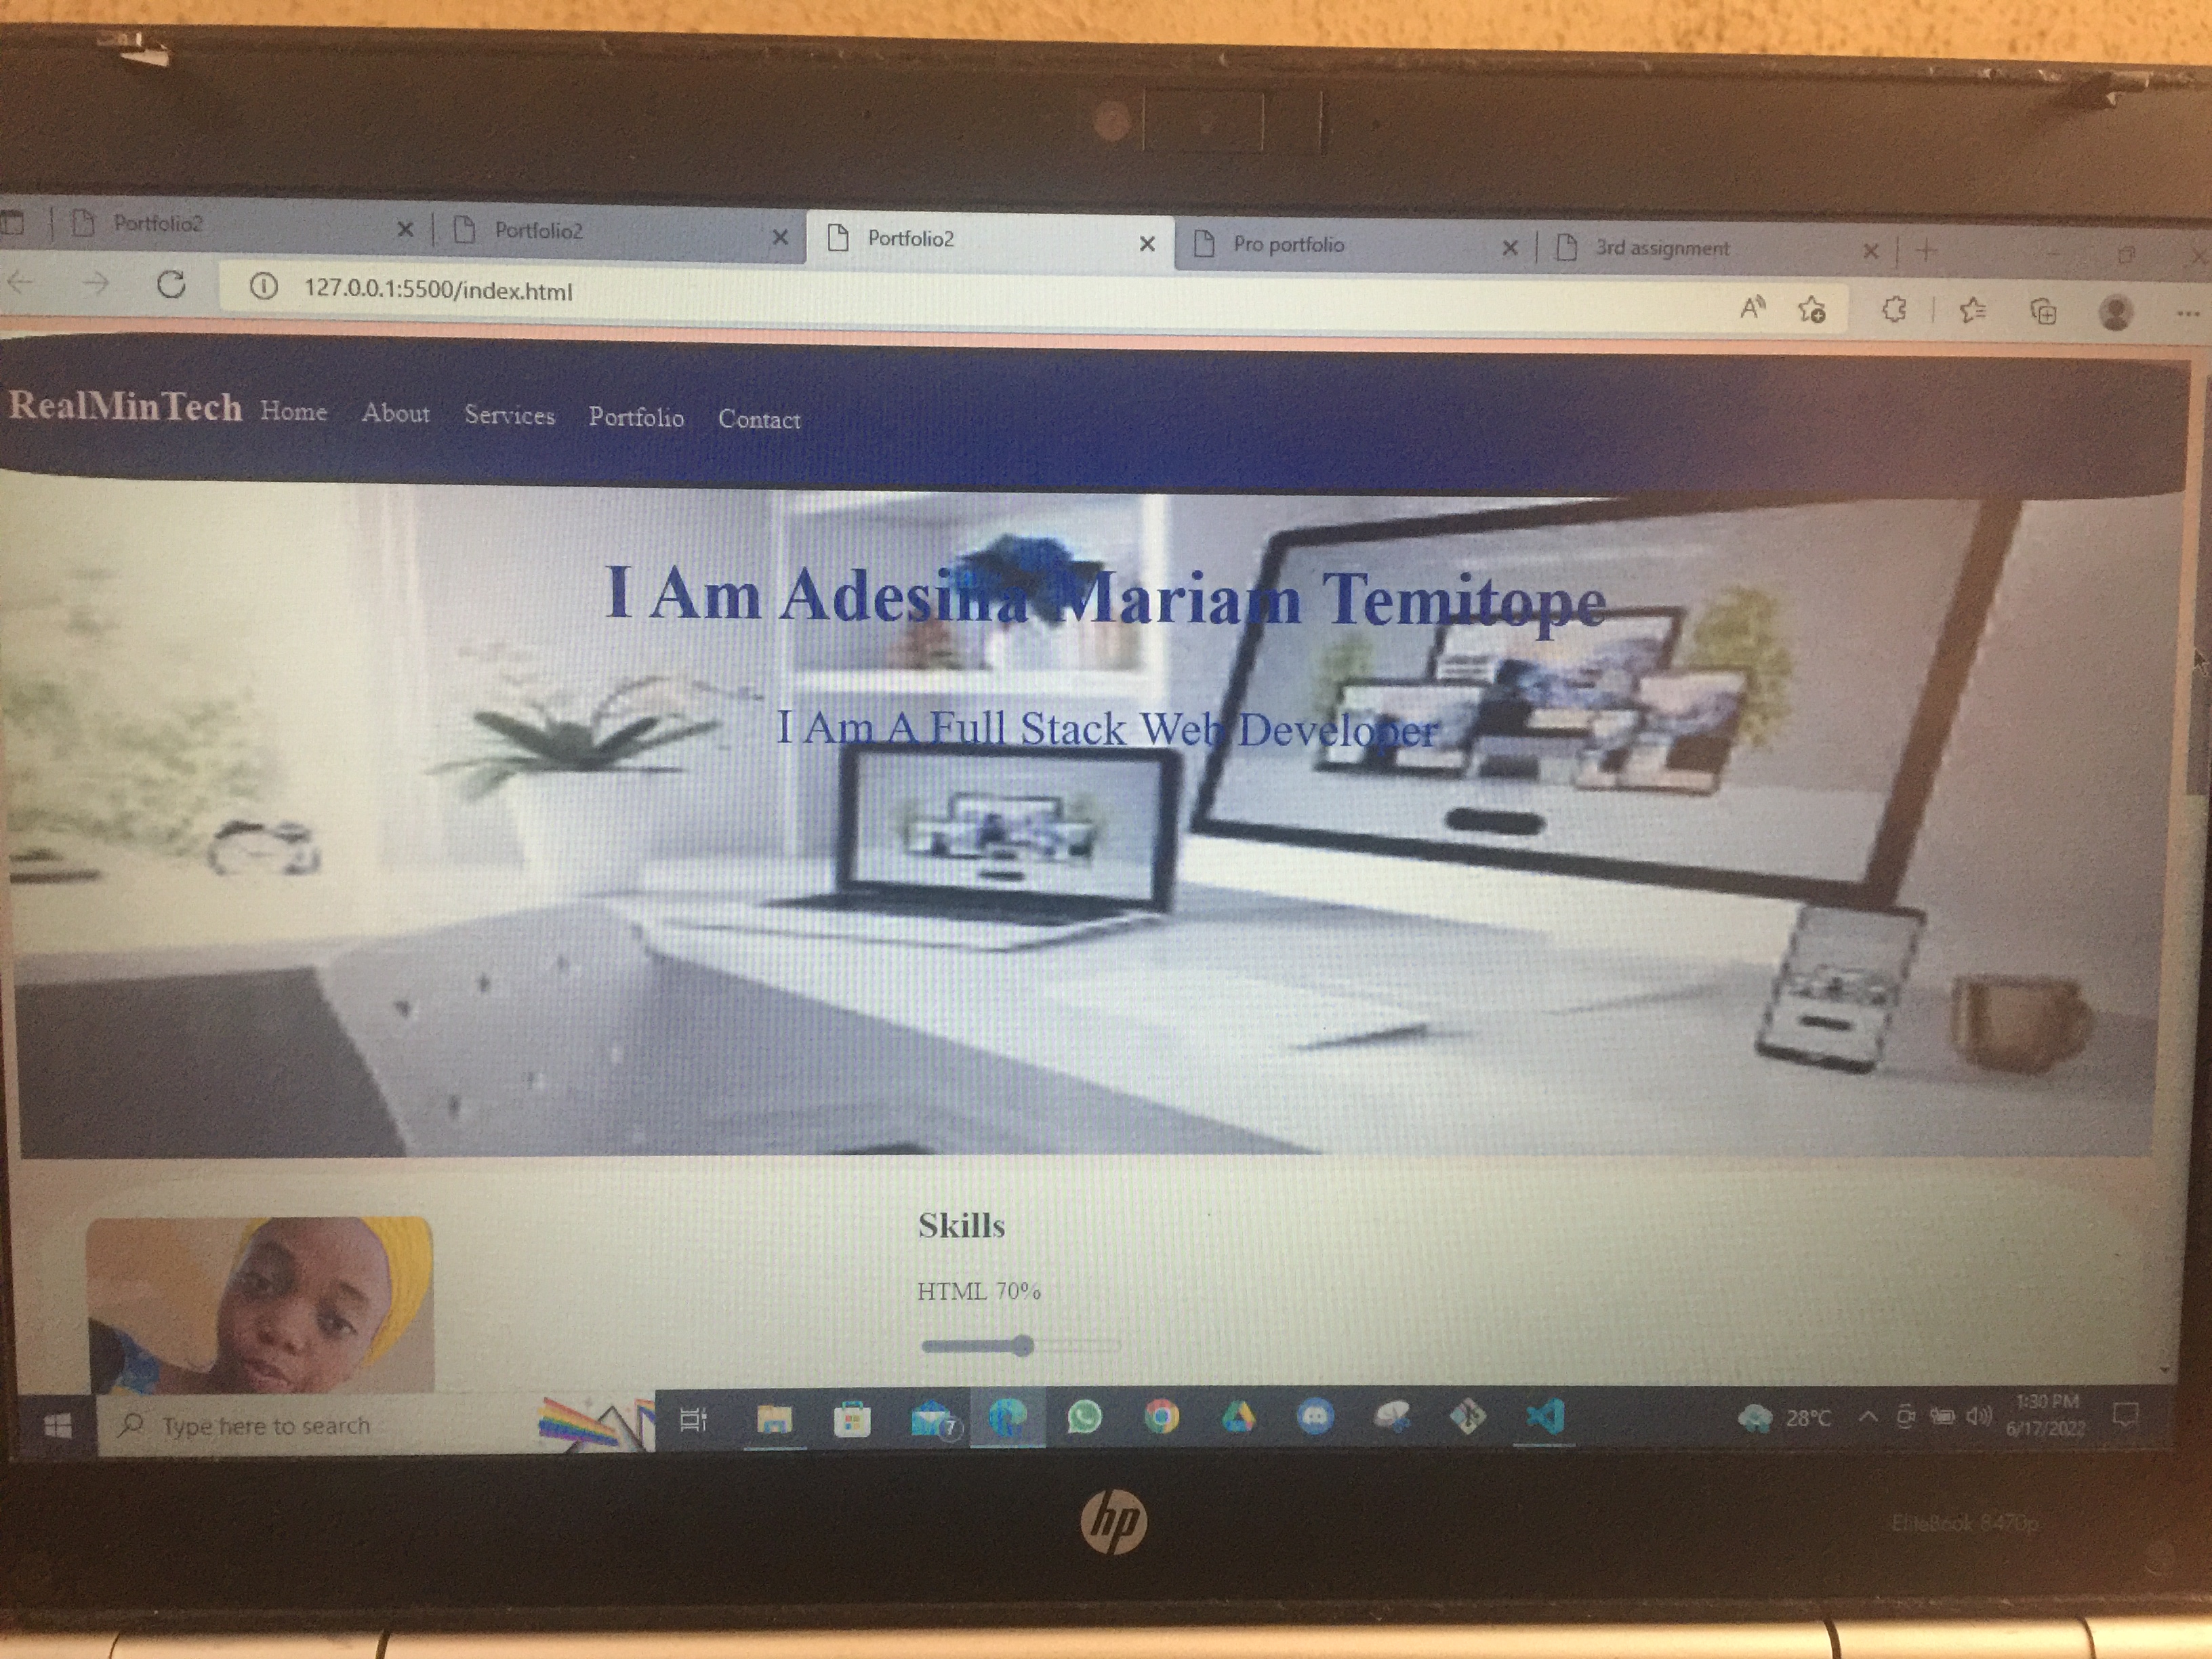 Portfolio2
Portfolio2
Portfolio2
Pro portfolio
3rd assignment
127.0.0.1:5500/index.html
RealMinTech Home About Services Portfolio Contact
I Am Adesina Mariam Temitope
I Am A Full Stack Web Developer
Skills
HTML 70%
Type here to search
7
28°C
1:30 PM
6/17/2022
hp
EliteBook 8470p